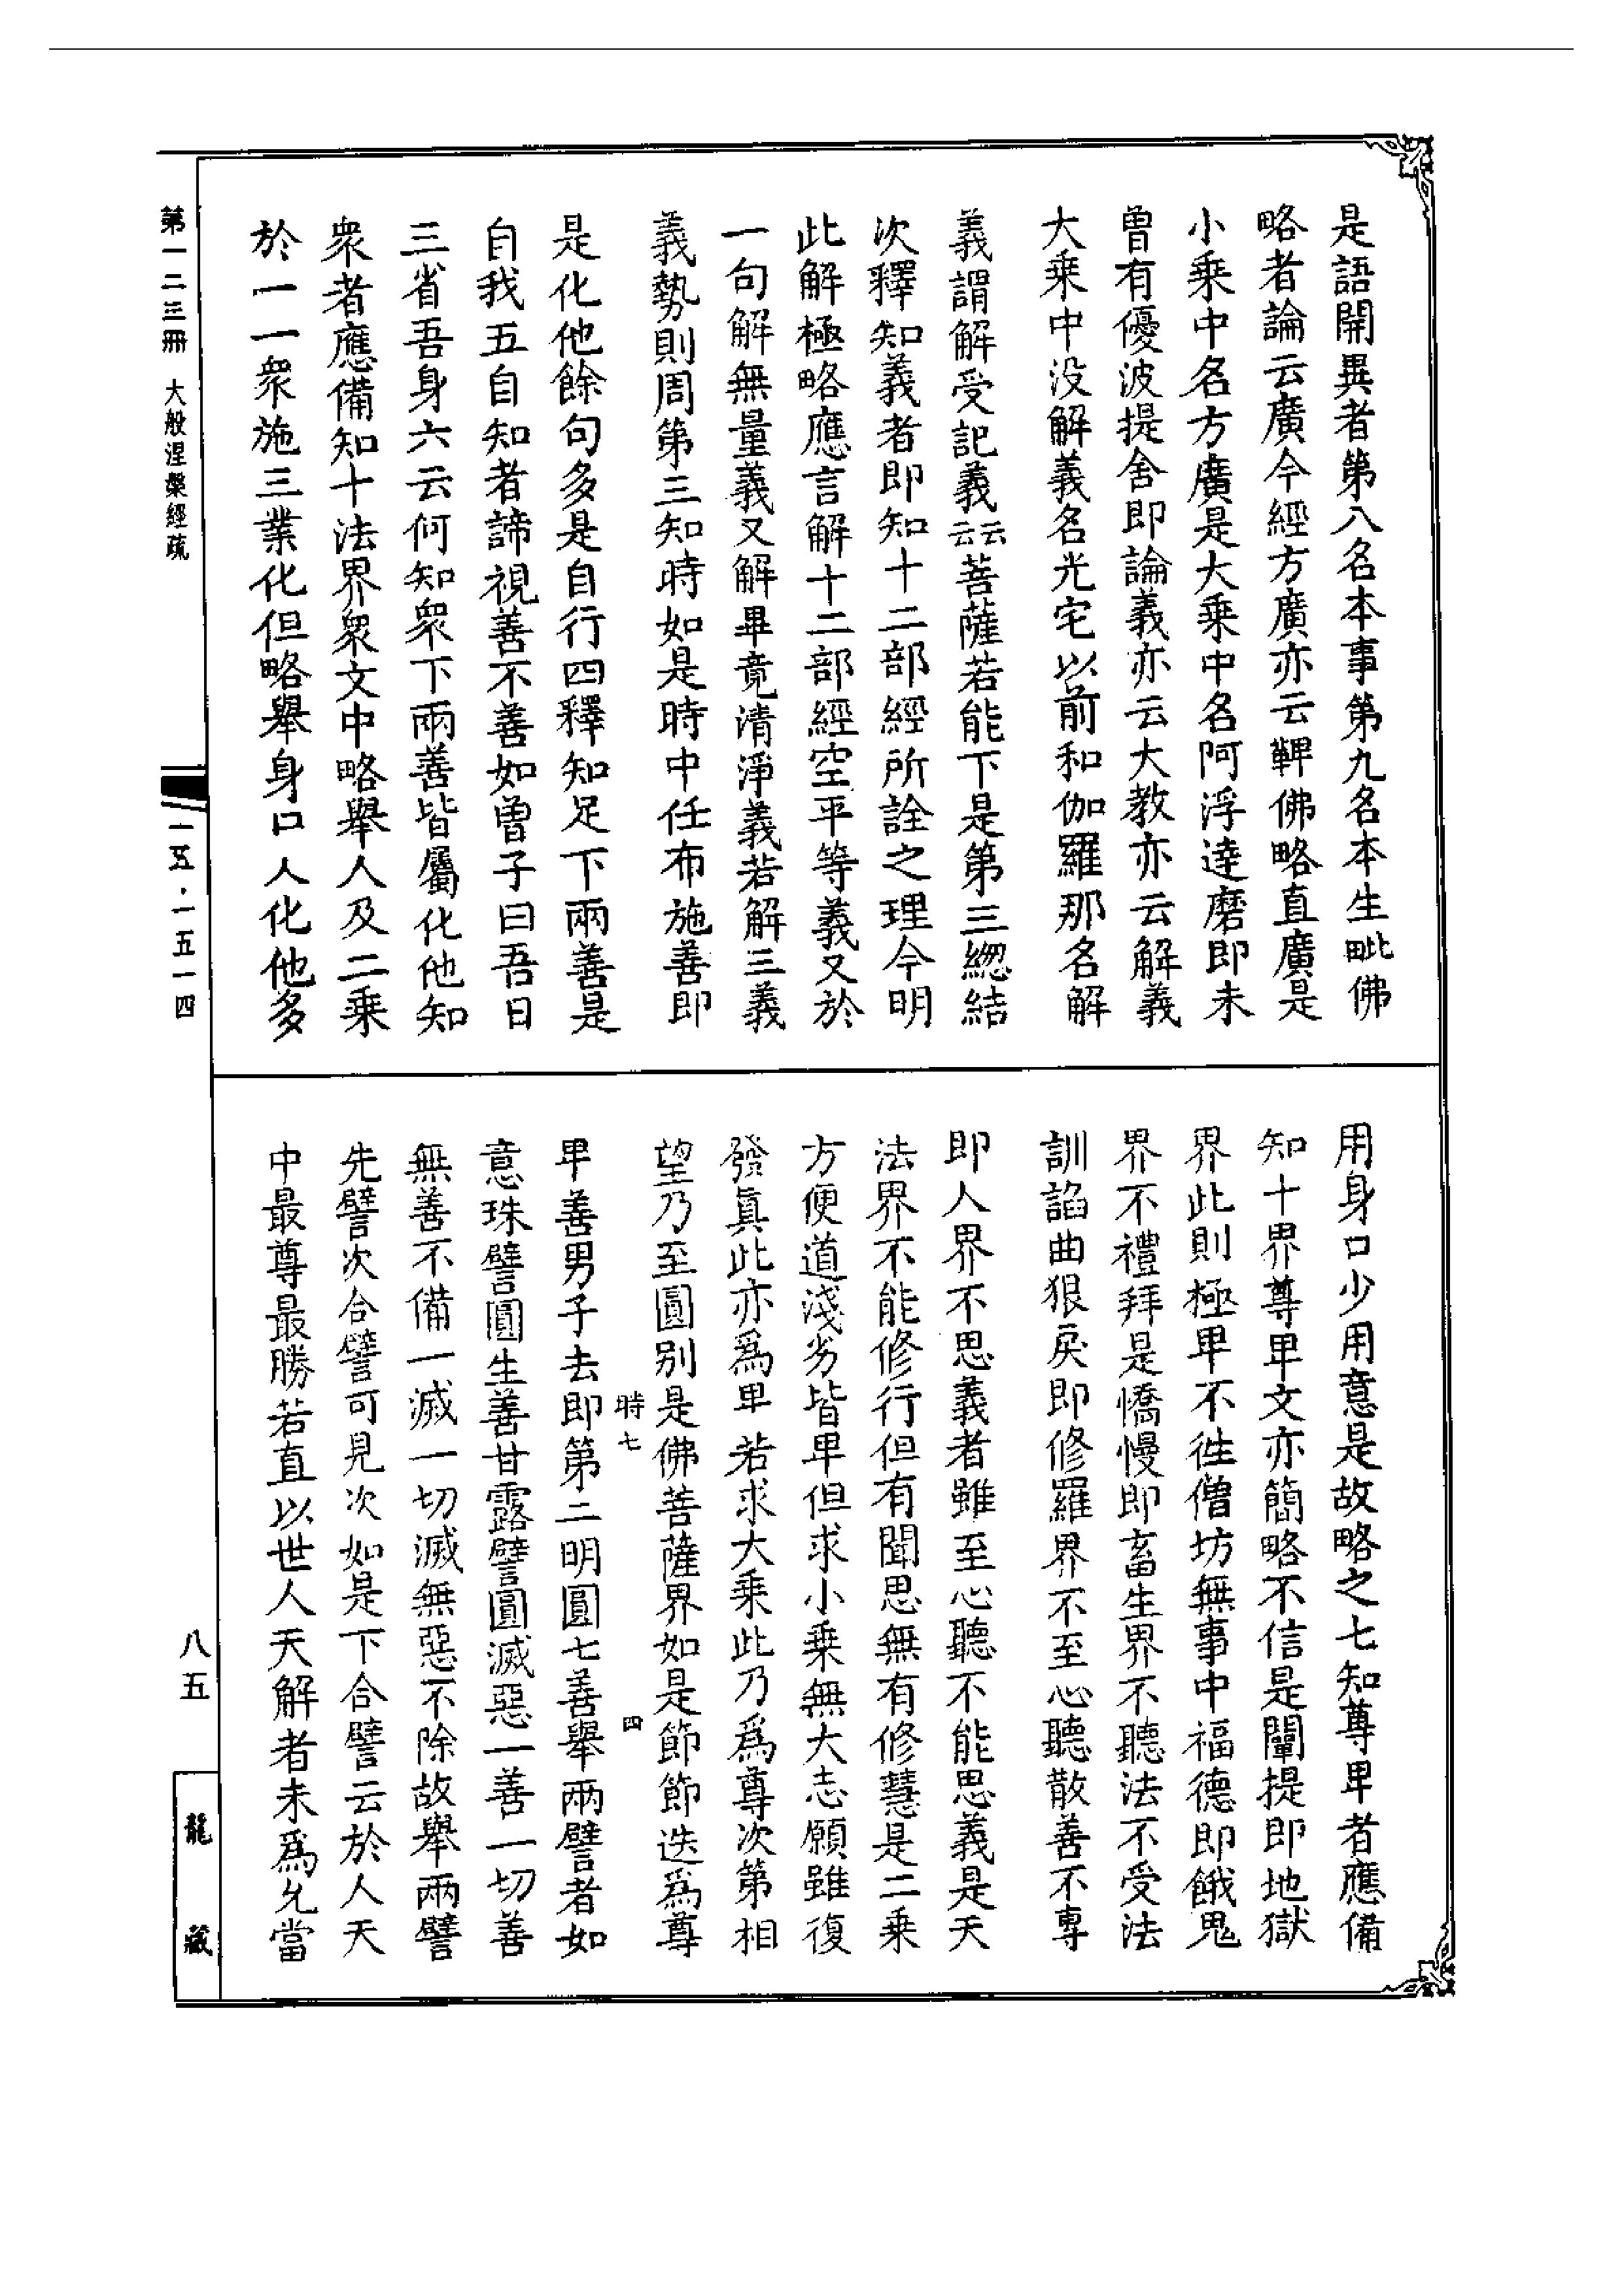 是語開異者第八名本事第九名本生毗佛
略者論云廣今經方廣亦云鞞佛略直廣是
小乘中名方廣是大乘中名阿浮達磨即未
曽有優波提舍即論義亦云大教亦云解義
大乘中没解義名光宅以前和伽羅那名解
義謂解受記義云云菩薩若能下是第三緫結
次釋知義者即知十二部經所詮之理今明
此解極略應言解十二部經空平等義又於
一句解無量義又解畢竟清淨義若解三義
義勢則周第三知時如是時中任布施善即
是化他餘句多是自行四釋知足下兩善是
自我五自知者諦視善不善如曽子曰吾日
三省吾身六云何知衆下兩善皆屬化他知
衆者應備知十法界衆文中略舉人及二乘
於一一衆施三業化但略舉身口人化他多
用身口少用意是故略之七知尊卑者應備
知十界尊卑文亦簡略不信是闡提即地獄
界此則極卑不徃僧坊無事中福德即餓鬼
界不禮拜是憍慢即畜生界不聽法不受法
訓諂曲狠戾即修羅界不至心聽散善不專
即人界不思義者雖至心聽不能思義是天
法界不能修行但有聞思無有修慧是二乘
方便道淺劣皆卑但求小乘無大志願雖復
發眞此亦爲卑若求大乘此乃爲尊次第相
望乃至圓别是佛菩薩界如是節節迭爲尊
時七 四
卑善男子去即第二明圓七善舉兩譬者如
意珠譬圓生善甘露譬圓滅惡一善一切善
無善不備一滅一切滅無惡不除故舉兩譬
先譬次合譬可見次如是下合譬云於人天
中最尊最勝若直以世人天解者未爲允當
第一二三冊 大般涅槃經疏
一五·一五一四
八五
龍藏